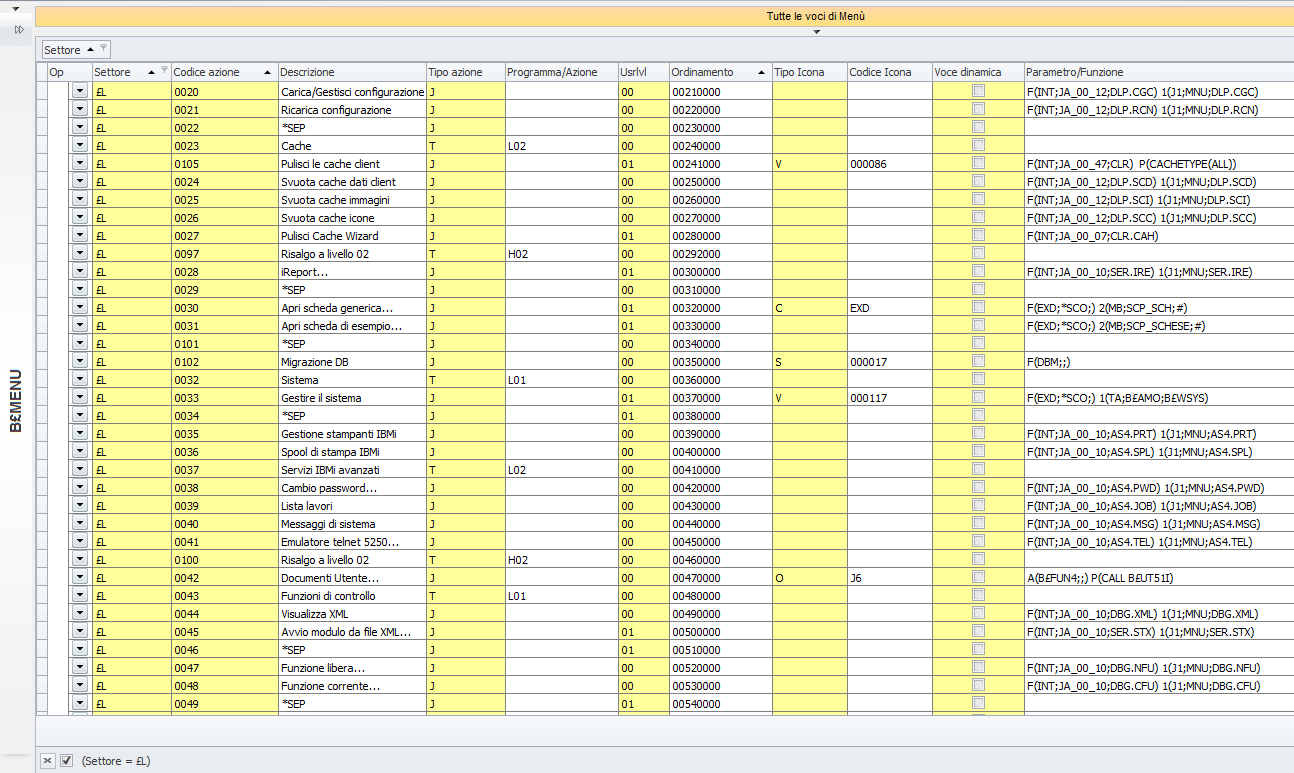 Tutte le voci di Menù
Settore
Op Settore Codice azione Descrizione Tipo azione Programma/Azione Usrlvl Ordinamento Tipo Icona Codice Icona Voce dinamica Parametro/Funzione
£L 0020 Carica/Gestisci configurazione J 00 00210000 F(INT;JA_00_12;DLP.CGC) 1(J1;MNU;DLP.CGC)
£L 0021 Ricarica configurazione J 00 00220000 F(INT;JA_00_12;DLP.RCN) 1(J1;MNU;DLP.RCN)
£L 0022 *SEP J 00 00230000
£L 0023 Cache T L02 00 00240000
£L 0105 Pulisci le cache client J 01 00241000 V 000086 F(INT;JA_00_47;CLR) P(CACHETYPE(ALL))
£L 0024 Svuota cache dati client J 00 00250000 F(INT;JA_00_12;DLP.SCD) 1(J1;MNU;DLP.SCD)
£L 0025 Svuota cache immagini J 00 00260000 F(INT;JA_00_12;DLP.SCI) 1(J1;MNU;DLP.SCI)
£L 0026 Svuota cache icone J 00 00270000 F(INT;JA_00_12;DLP.SCC) 1(J1;MNU;DLP.SCC)
£L 0027 Pulisci Cache Wizard J 01 00280000 F(INT;JA_00_07;CLR.CAH)
£L 0097 Risalgo a livello 02 T H02 00 00292000
£L 0028 iReport... J 01 00300000 F(INT;JA_00_10;SER.IRE) 1(J1;MNU;SER.IRE)
£L 0029 *SEP J 01 00310000
£L 0030 Apri scheda generica... J 01 00320000 C EXD F(EXD;*SCO;) 2(MB;SCP_SCH;#)
£L 0031 Apri scheda di esempio... J 01 00330000 F(EXD;*SCO;) 2(MB;SCP_SCHESE;#)
£L 0101 *SEP J 00 00340000
£L 0102 Migrazione DB J 00 00350000 S 000017 F(DBM;;)
£L 0032 Sistema T L01 00 00360000
£L 0033 Gestire il sistema J 01 00370000 V 000117 F(EXD;*SCO;) 1(TA;B£AMO;B£WSYS)
£L 0034 *SEP J 01 00380000
£L 0035 Gestione stampanti IBMi J 00 00390000 F(INT;JA_00_10;AS4.PRT) 1(J1;MNU;AS4.PRT)
£L 0036 Spool di stampa IBMi J 00 00400000 F(INT;JA_00_10;AS4.SPL) 1(J1;MNU;AS4.SPL)
£L 0037 Servizi IBMi avanzati T L02 00 00410000
£L 0038 Cambio password... J 00 00420000 F(INT;JA_00_10;AS4.PWD) 1(J1;MNU;AS4.PWD)
£L 0039 Lista lavori J 00 00430000 F(INT;JA_00_10;AS4.JOB) 1(J1;MNU;AS4.JOB)
£L 0040 Messaggi di sistema J 00 00440000 F(INT;JA_00_10;AS4.MSG) 1(J1;MNU;AS4.MSG)
£L 0041 Emulatore telnet 5250... J 00 00450000 F(INT;JA_00_10;AS4.TEL) 1(J1;MNU;AS4.TEL)
£L 0100 Risalgo a livello 02 T H02 00 00460000
£L 0042 Documenti Utente... J 00 00470000 O J6 A(B£FUN4;;) P(CALL B£UT51I)
£L 0043 Funzioni di controllo T L01 00 00480000
£L 0044 Visualizza XML J 00 00490000 F(INT;JA_00_10;DBG.XML) 1(J1;MNU;DBG.XML)
£L 0045 Avvio modulo da file XML... J 01 00500000 F(INT;JA_00_10;SER.STX) 1(J1;MNU;SER.STX)
£L 0046 *SEP J 01 00510000
£L 0047 Funzione libera... J 00 00520000 F(INT;JA_00_10;DBG.NFU) 1(J1;MNU;DBG.NFU)
£L 0048 Funzione corrente... J 00 00530000 F(INT;JA_00_10;DBG.CFU) 1(J1;MNU;DBG.CFU)
£L 0049 *SEP J 01 00540000
B£MENU
(Settore = £L)